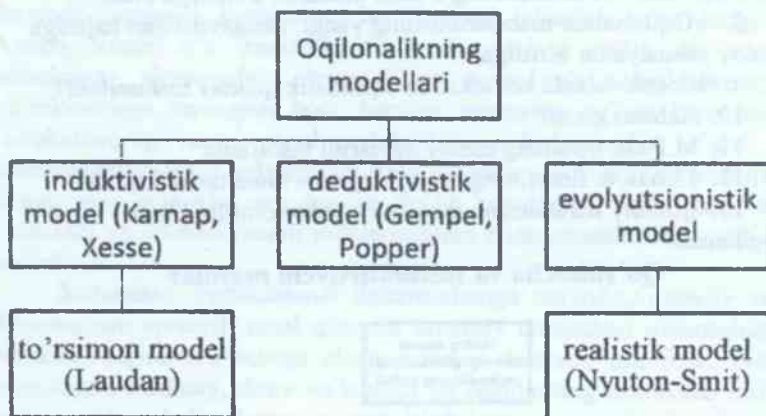 Oqilonalikning
modellari
induktivistik
model (Karnap,
Xesse)
deduktivistik
model (Gempel,
Popper)
evolyutsionistik
model
to'rsimon model
(Laudan)
realistik model
(Nyuton-Smit)